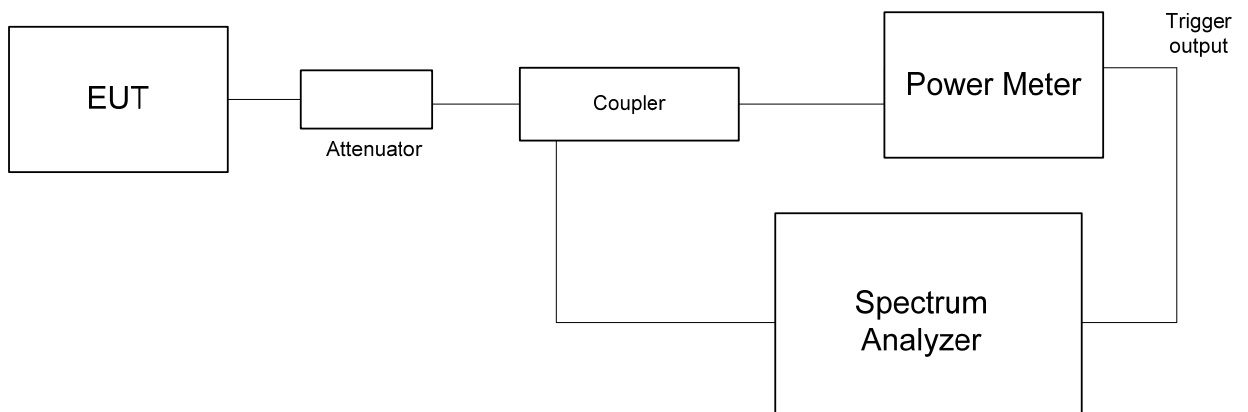 EUT
Attenuator
Coupler
Power Meter
Trigger
output
Spectrum
Analyzer